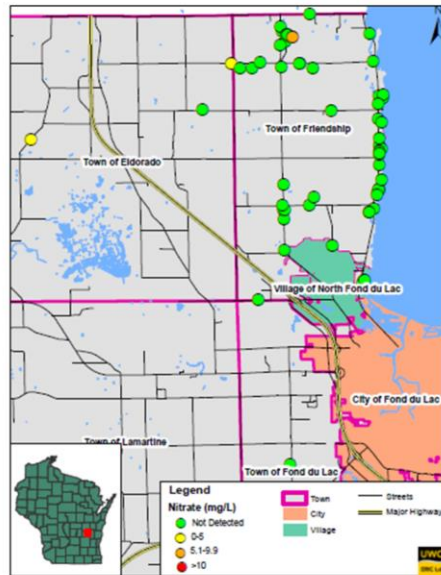 N
Town of Friendship
Town of Eldorado
Village of North Fond du Lac
City of Fond du Lac
Town of Lamartine
Town of Fond du Lac
Legend
Nitrate (mg/L)
Not Detected
0-5
5.1-9.9
>10
Town
City
Village
Streets
Major Highway